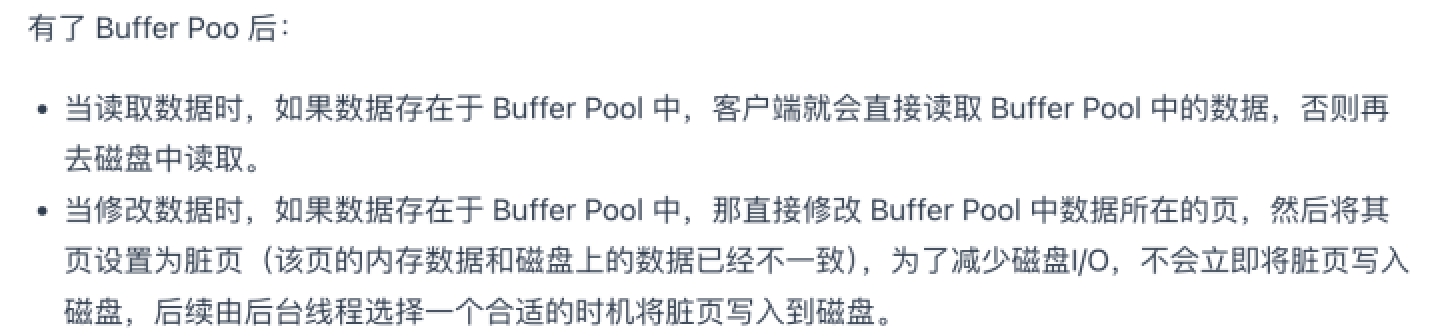 有了 Buffer Poo 后：
• 当读取数据时，如果数据存在于 Buffer Pool 中，客户端就会直接读取 Buffer Pool 中的数据，否则再
去磁盘中读取。
• 当修改数据时，如果数据存在于 Buffer Pool 中，那直接修改 Buffer Pool 中数据所在的页，然后将其
页设置为脏页（该页的内存数据和磁盘上的数据已经不一致），为了减少磁盘I/O，不会立即将脏页写入
磁盘，后续由后台线程选择一个合适的时机将脏页写入到磁盘。